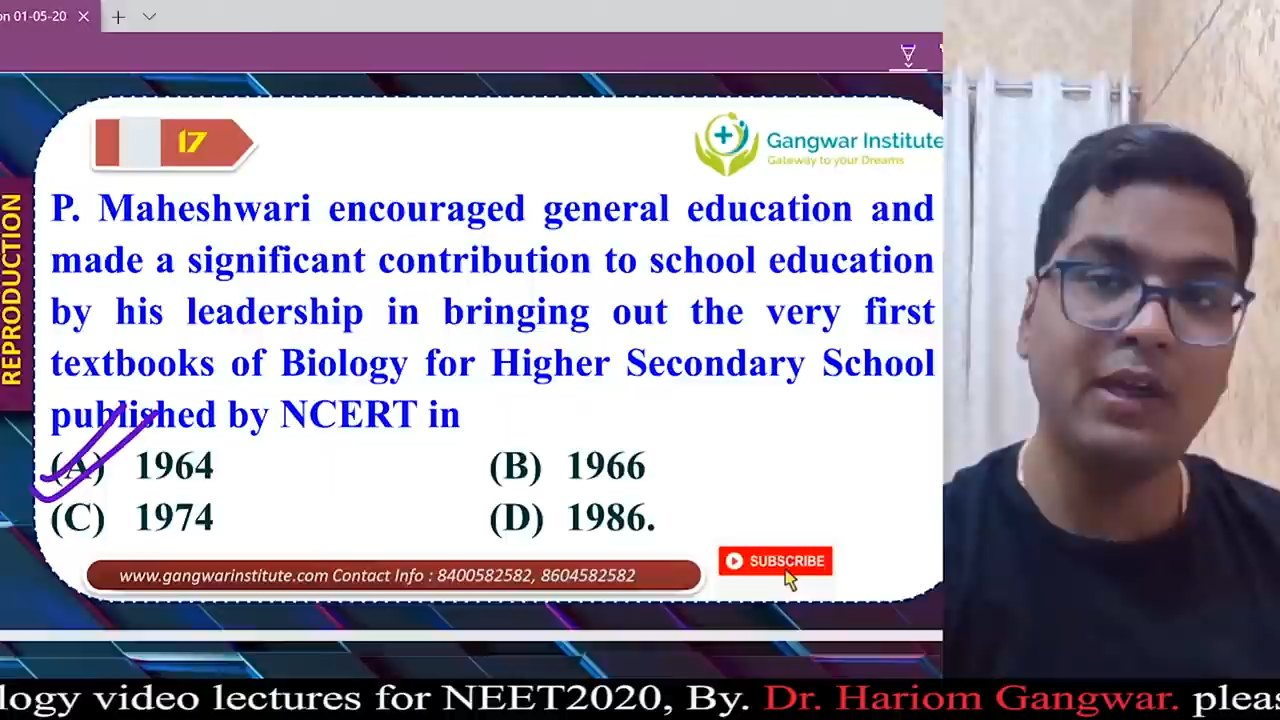 on 01-05-20
17
Gangwar Institute
Gateway to your Dreams
REPRODUCTION
P. Maheshwari encouraged general education and
made a significant contribution to school education
by his leadership in bringing out the very first
textbooks of Biology for Higher Secondary School
published by NCERT in
(A) 1964 (B) 1966
(C) 1974 (D) 1986.
www.gangwarinstitute.com Contact Info : 8400582582, 8604582582
SUBSCRIBE
logy video lectures for NEET2020, By. Dr. Hariom Gangwar. pleas